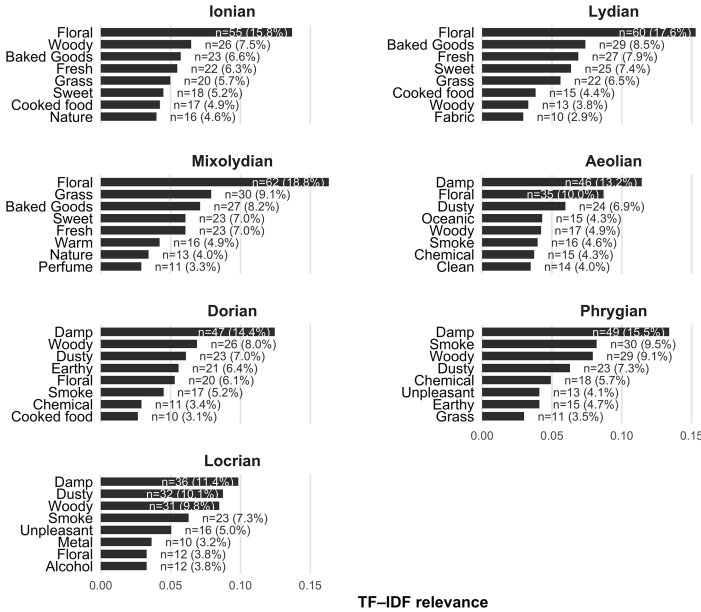 Ionian
Floral n=55 (15.8%)
Woody n=26 (7.5%)
Baked Goods n=23 (6.6%)
Fresh n=22 (6.3%)
Grass n=20 (5.7%)
Sweet n=18 (5.2%)
Cooked food n=17 (4.9%)
Nature n=16 (4.6%)
Lydian
Floral n=60 (17.6%)
Baked Goods n=29 (8.5%)
Fresh n=27 (7.9%)
Sweet n=25 (7.4%)
Grass n=22 (6.5%)
Cooked food n=15 (4.4%)
Woody n=13 (3.8%)
Fabric n=10 (2.9%)
Mixolydian
Floral n=62 (18.8%)
Grass n=30 (9.1%)
Baked Goods n=27 (8.2%)
Sweet n=23 (7.0%)
Fresh n=23 (7.0%)
Warm n=16 (4.9%)
Nature n=13 (4.0%)
Perfume n=11 (3.3%)
Aeolian
Damp n=46 (13.2%)
Floral n=35 (10.0%)
Dusty n=24 (6.9%)
Oceanic n=15 (4.3%)
Woody n=17 (4.9%)
Smoke n=16 (4.6%)
Chemical n=15 (4.3%)
Clean n=14 (4.0%)
Dorian
Damp n=47 (14.4%)
Woody n=26 (8.0%)
Dusty n=23 (7.0%)
Earthy n=21 (6.4%)
Floral n=20 (6.1%)
Smoke n=17 (5.2%)
Chemical n=11 (3.4%)
Cooked food n=10 (3.1%)
Phrygian
Damp n=49 (15.5%)
Smoke n=30 (9.5%)
Woody n=29 (9.1%)
Dusty n=23 (7.3%)
Chemical n=18 (5.7%)
Unpleasant n=13 (4.1%)
Earthy n=15 (4.7%)
Grass n=11 (3.5%)
0.00 0.05 0.10 0.15
Locrian
Damp n=36 (11.4%)
Dusty n=32 (10.1%)
Woody n=31 (9.8%)
Smoke n=23 (7.3%)
Unpleasant n=16 (5.0%)
Metal n=10 (3.2%)
Floral n=12 (3.8%)
Alcohol n=12 (3.8%)
0.00 0.05 0.10 0.15
TF–IDF relevance